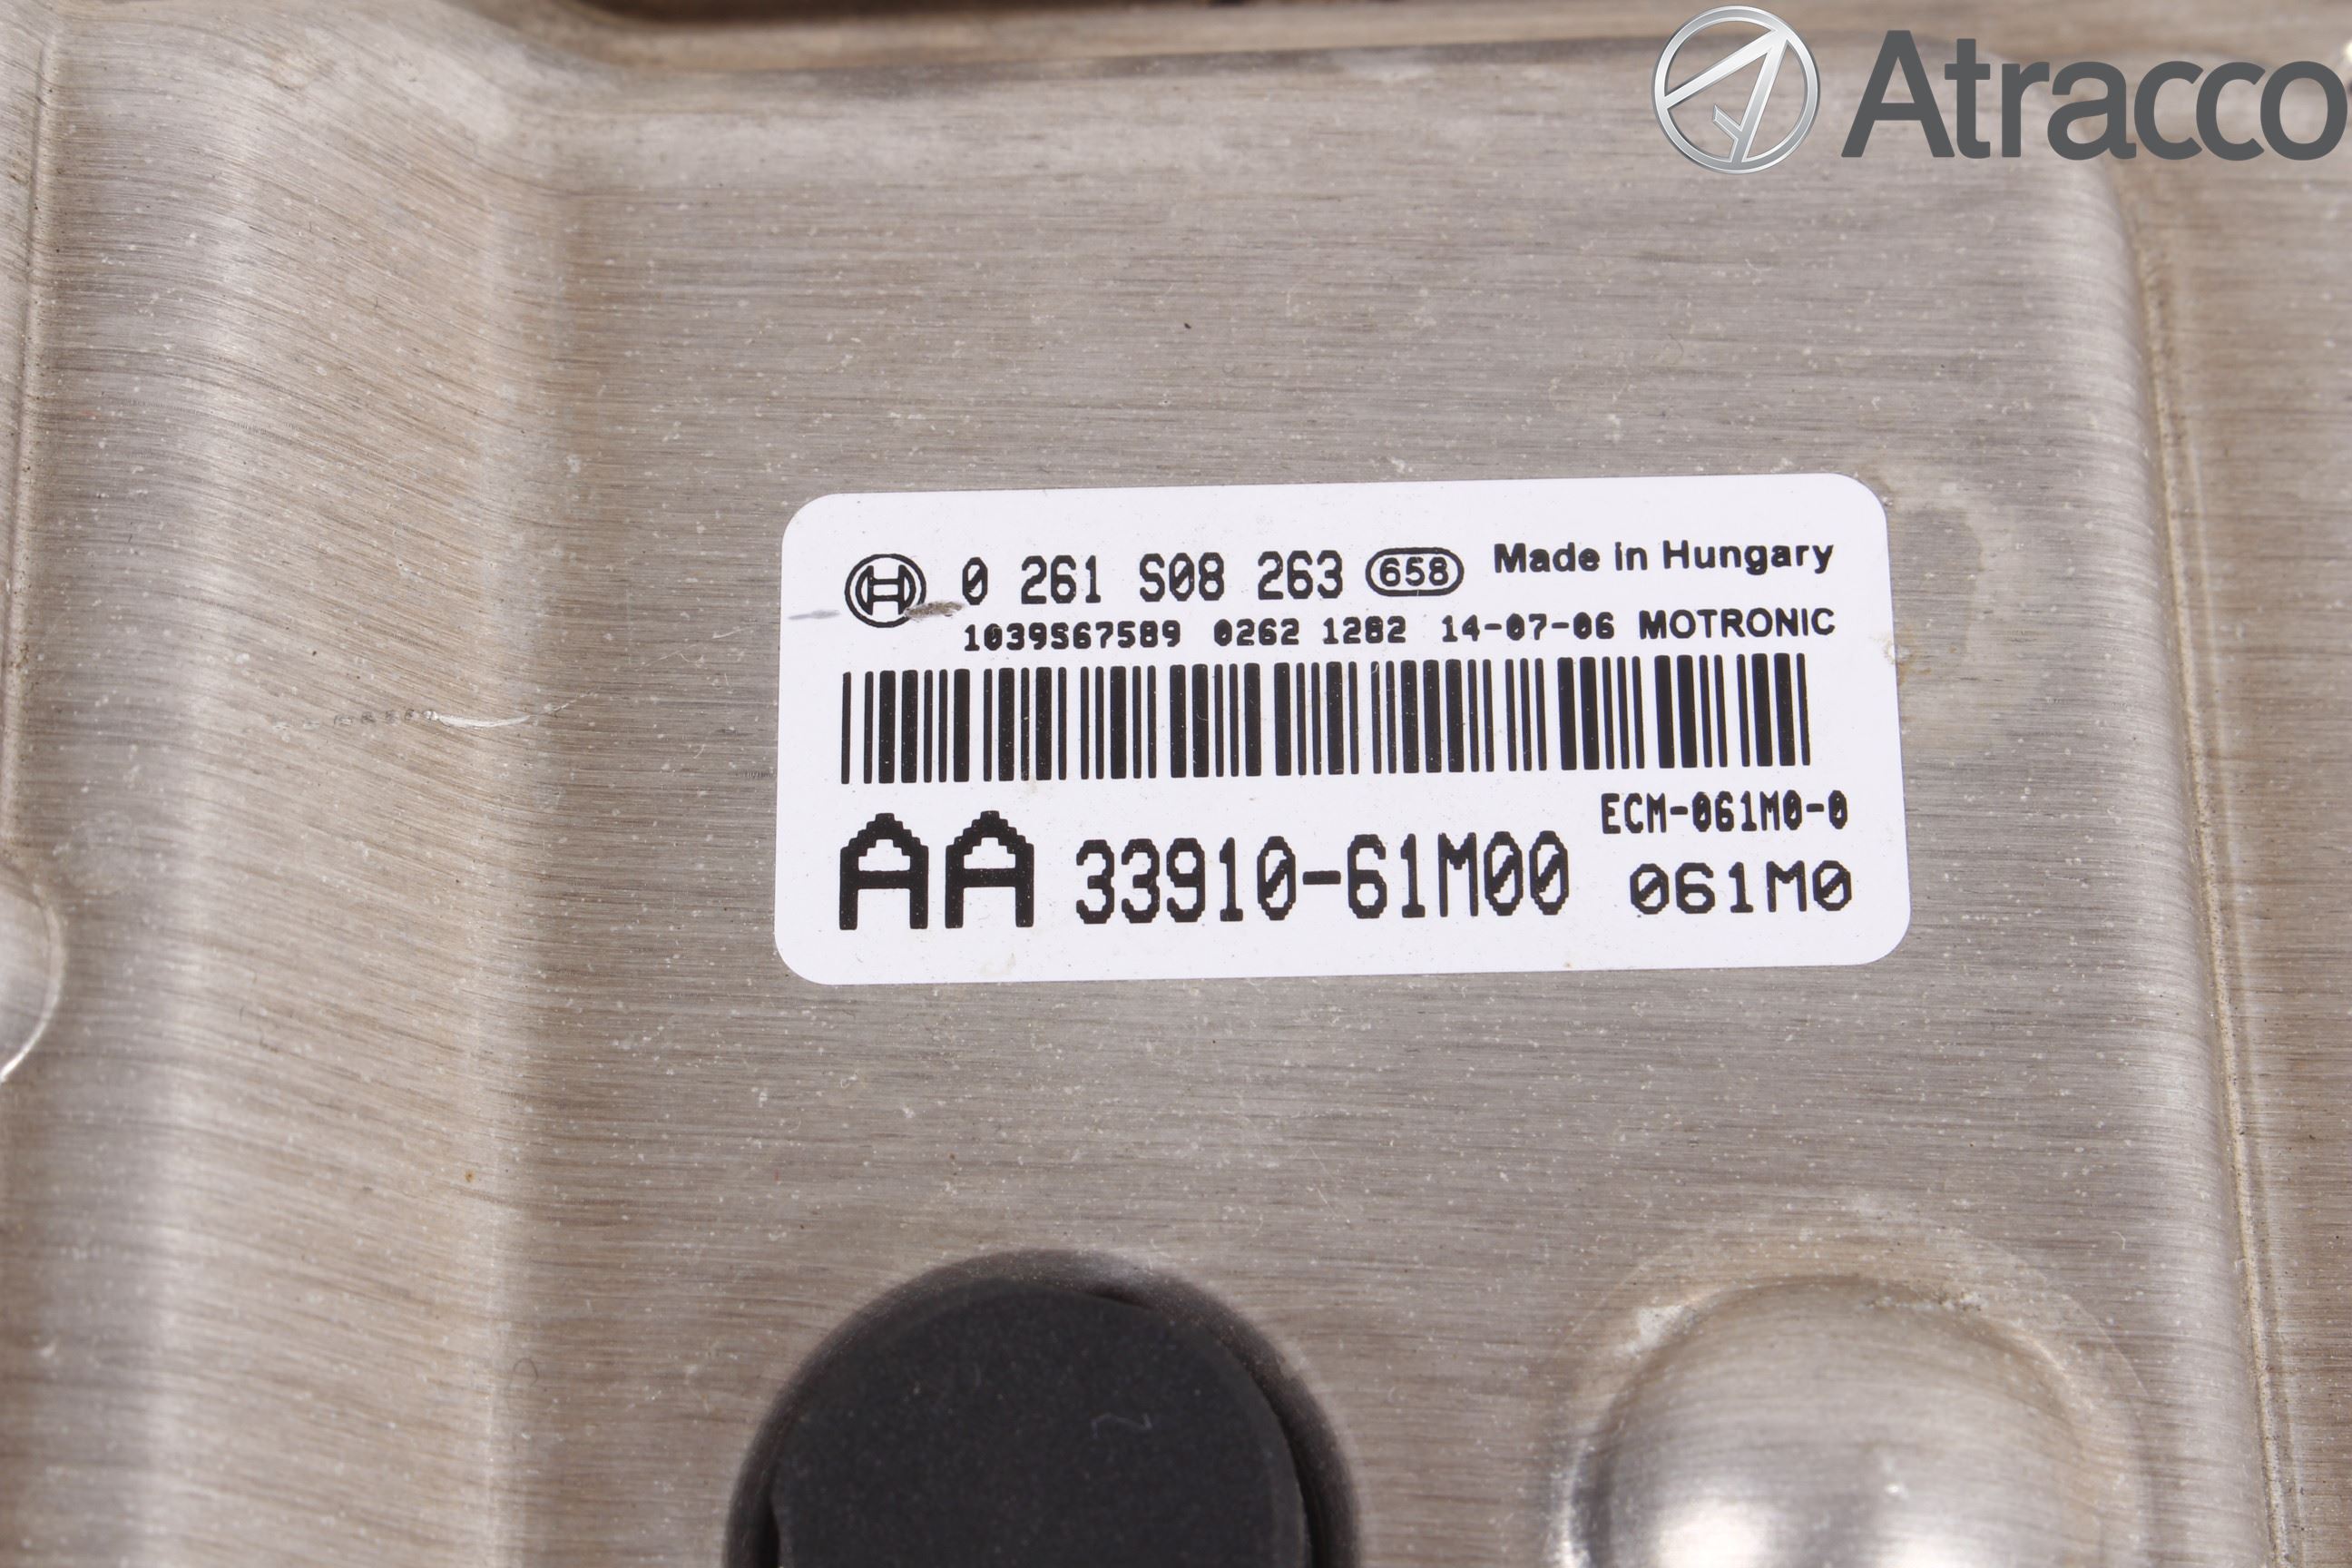 Atracco
0 261 S08 263 658 Made in Hungary
1039S67589 0262 1282 14-07-06 MOTRONIC
ECM-061M0-0
AA 33910-61M00 061M0